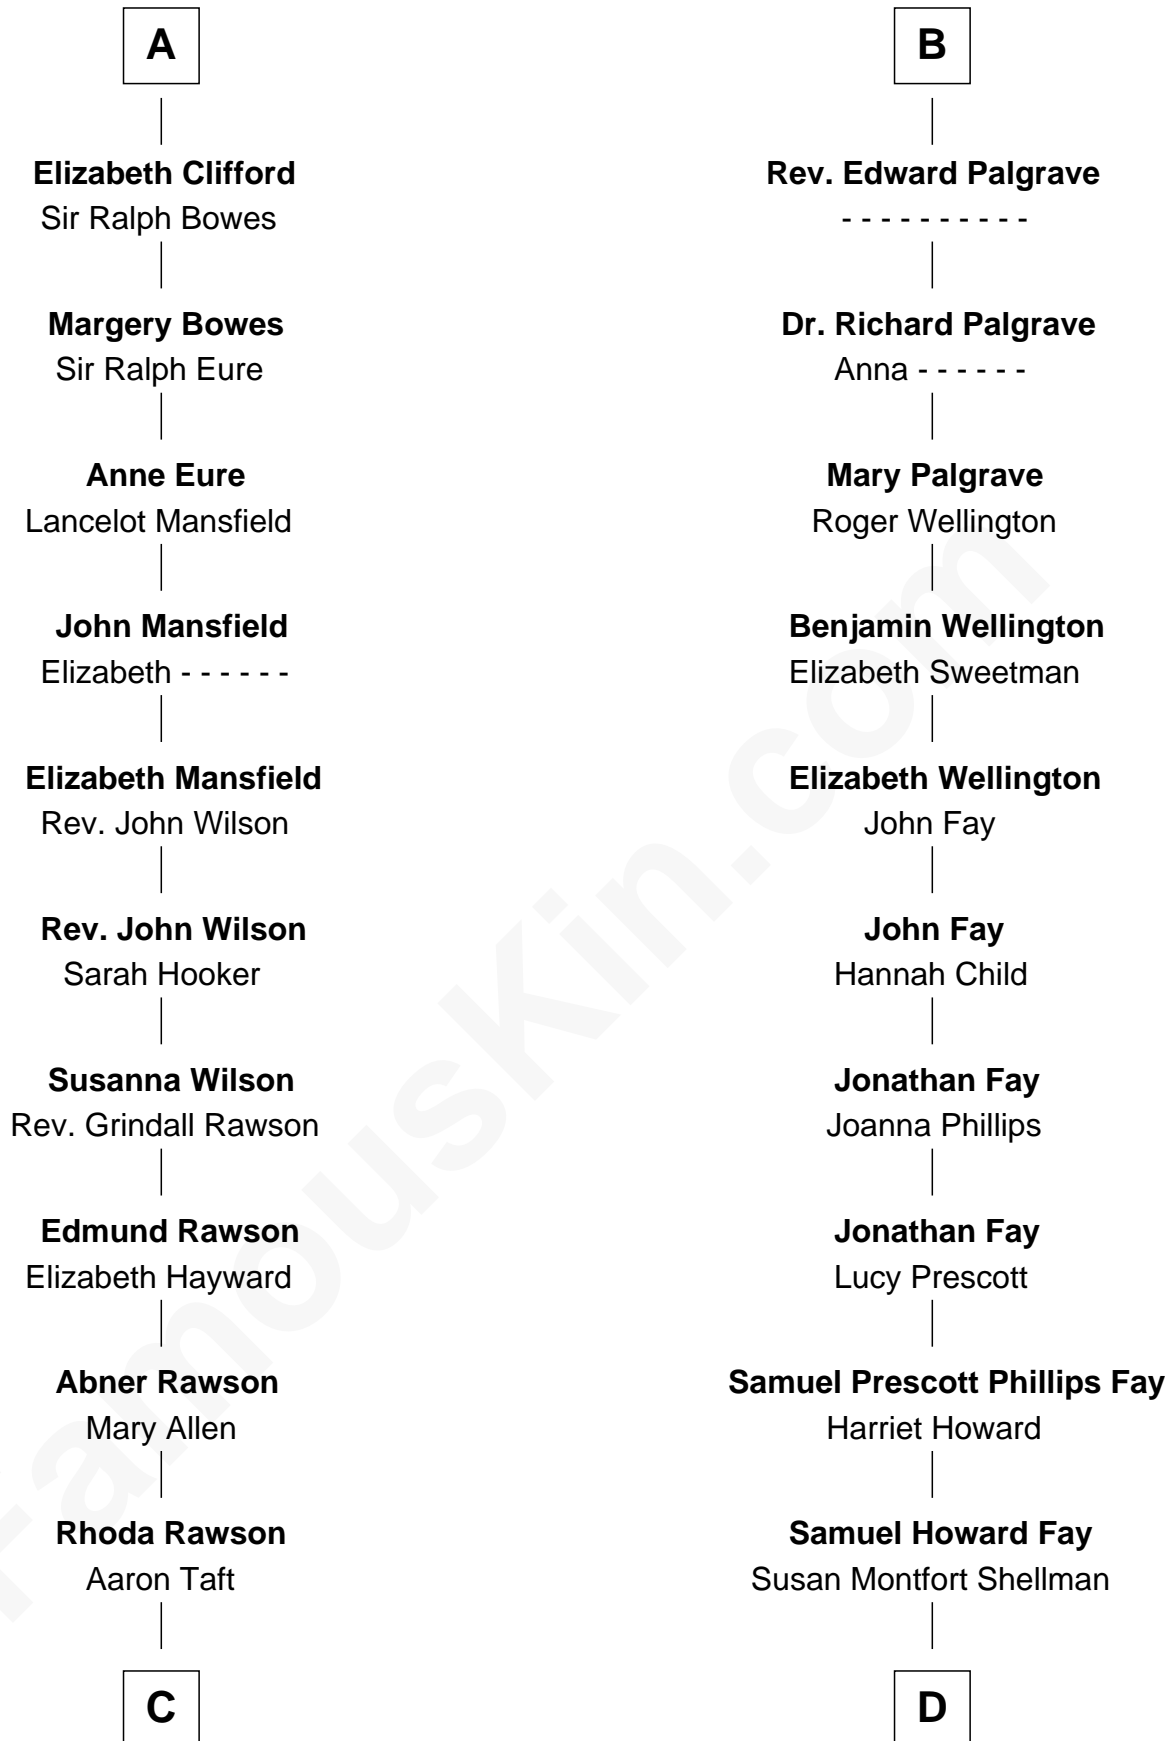 A
Elizabeth Clifford
Sir Ralph Bowes
Margery Bowes
Sir Ralph Eure
Anne Eure
Lancelot Mansfield
John Mansfield
Elizabeth - - - - - -
Elizabeth Mansfield
Rev. John Wilson
Rev. John Wilson
Sarah Hooker
Susanna Wilson
Rev. Grindall Rawson
Edmund Rawson
Elizabeth Hayward
Abner Rawson
Mary Allen
Rhoda Rawson
Aaron Taft
C
B
Rev. Edward Palgrave
- - - - - - - - - -
Dr. Richard Palgrave
Anna - - - - - -
Mary Palgrave
Roger Wellington
Benjamin Wellington
Elizabeth Sweetman
Elizabeth Wellington
John Fay
John Fay
Hannah Child
Jonathan Fay
Joanna Phillips
Jonathan Fay
Lucy Prescott
Samuel Prescott Phillips Fay
Harriet Howard
Samuel Howard Fay
Susan Montfort Shellman
D
FamousKin.com